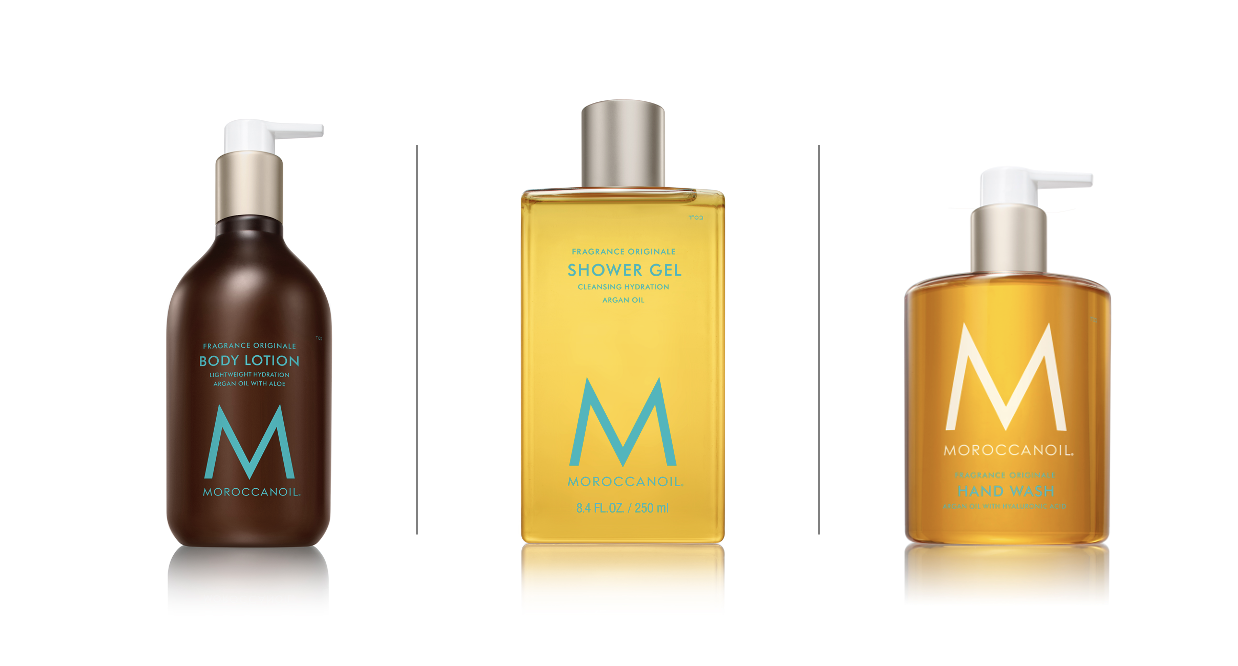 FRAGRANCE ORIGINALE
BODY LOTION
LIGHTWEIGHT HYDRATION
ARGAN OIL WITH ALOE
M
MOROCCANOIL.
FRAGRANCE ORIGINALE
SHOWER GEL
CLEANSING HYDRATION
ARGAN OIL
M
MOROCCANOIL.
8.4 FL.OZ. / 250 ml
M
MOROCCANOIL.
FRAGRANCE ORIGINALE
HAND WASH